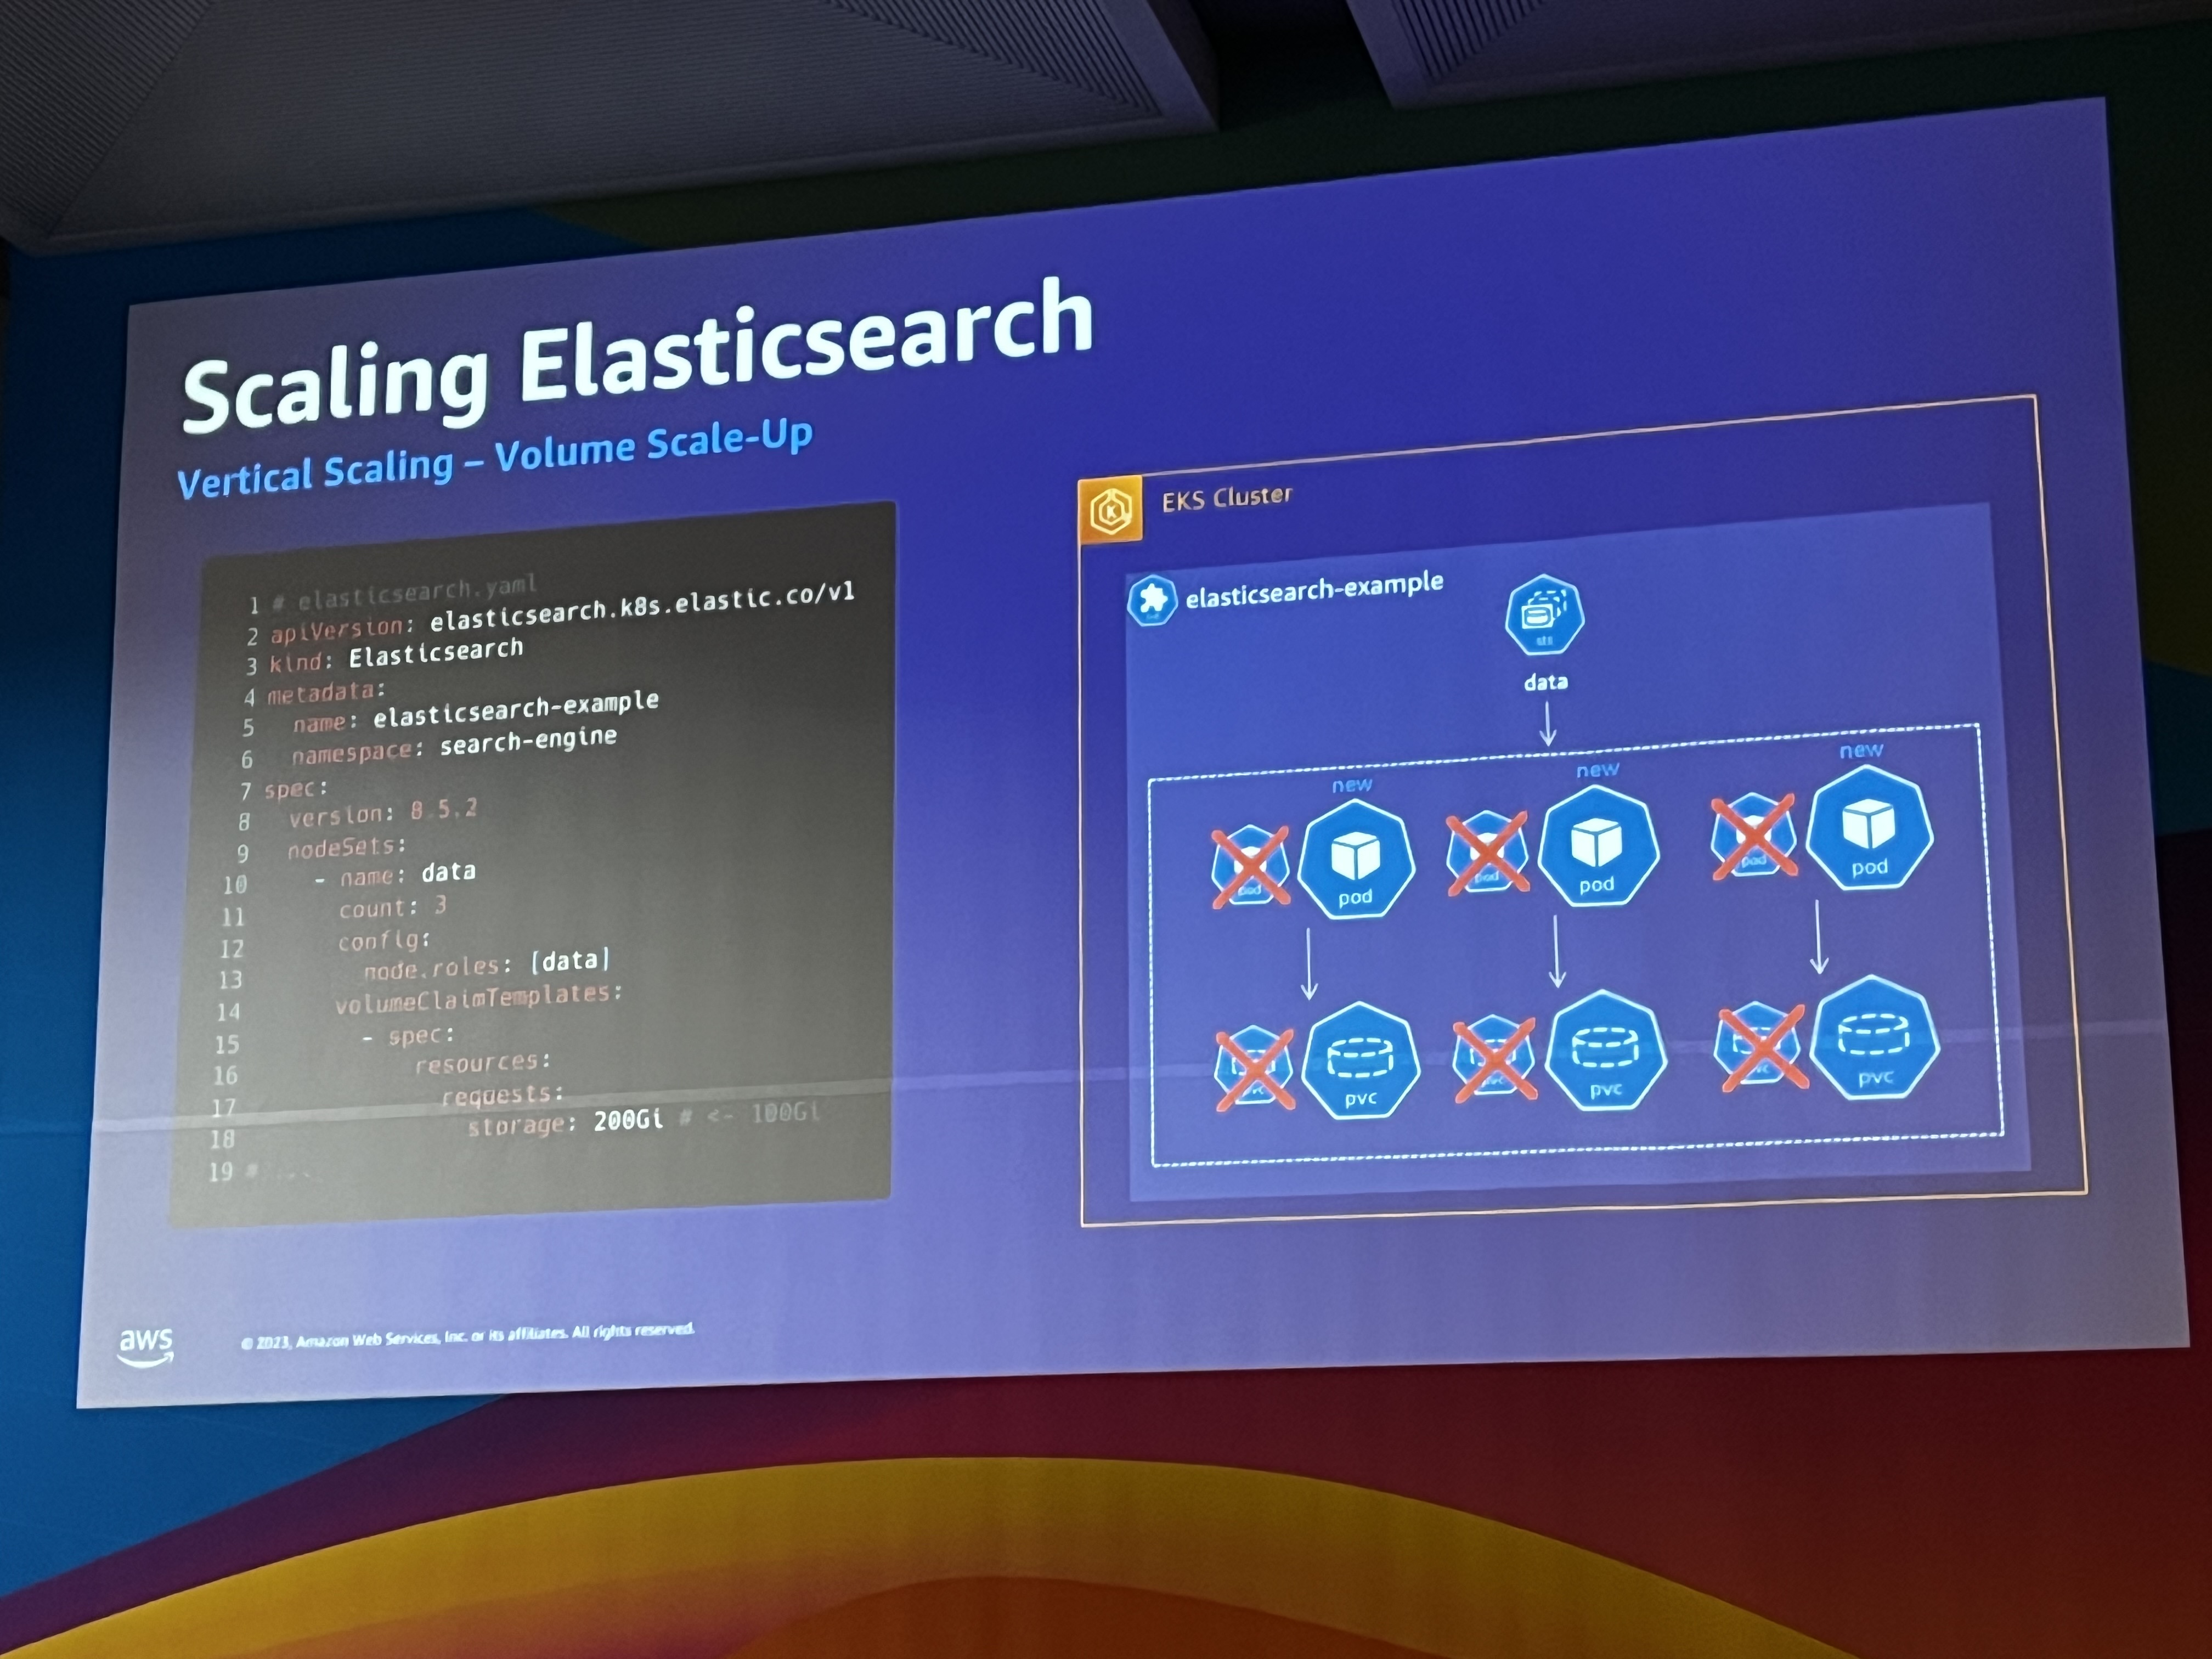 Scaling Elasticsearch
Vertical Scaling – Volume Scale-Up
1 # elasticsearch.yaml
2 apiVersion: elasticsearch.k8s.elastic.co/v1
3 kind: Elasticsearch
4 metadata:
5 name: elasticsearch-example
6 namespace: search-engine
7 spec:
8 version: 8.5.2
9 nodeSets:
10 - name: data
11 count: 3
12 config:
13 node.roles: [data]
14 volumeClaimTemplates:
15 - spec:
16 resources:
17 requests:
18 storage: 200Gi # <- 100Gi
19 # ...
EKS Cluster
elasticsearch-example
sts
data
new
new
new
pod
pod
pod
pod
pod
pod
pvc
pvc
pvc
aws
© 2023, Amazon Web Services, Inc. or its affiliates. All rights reserved.